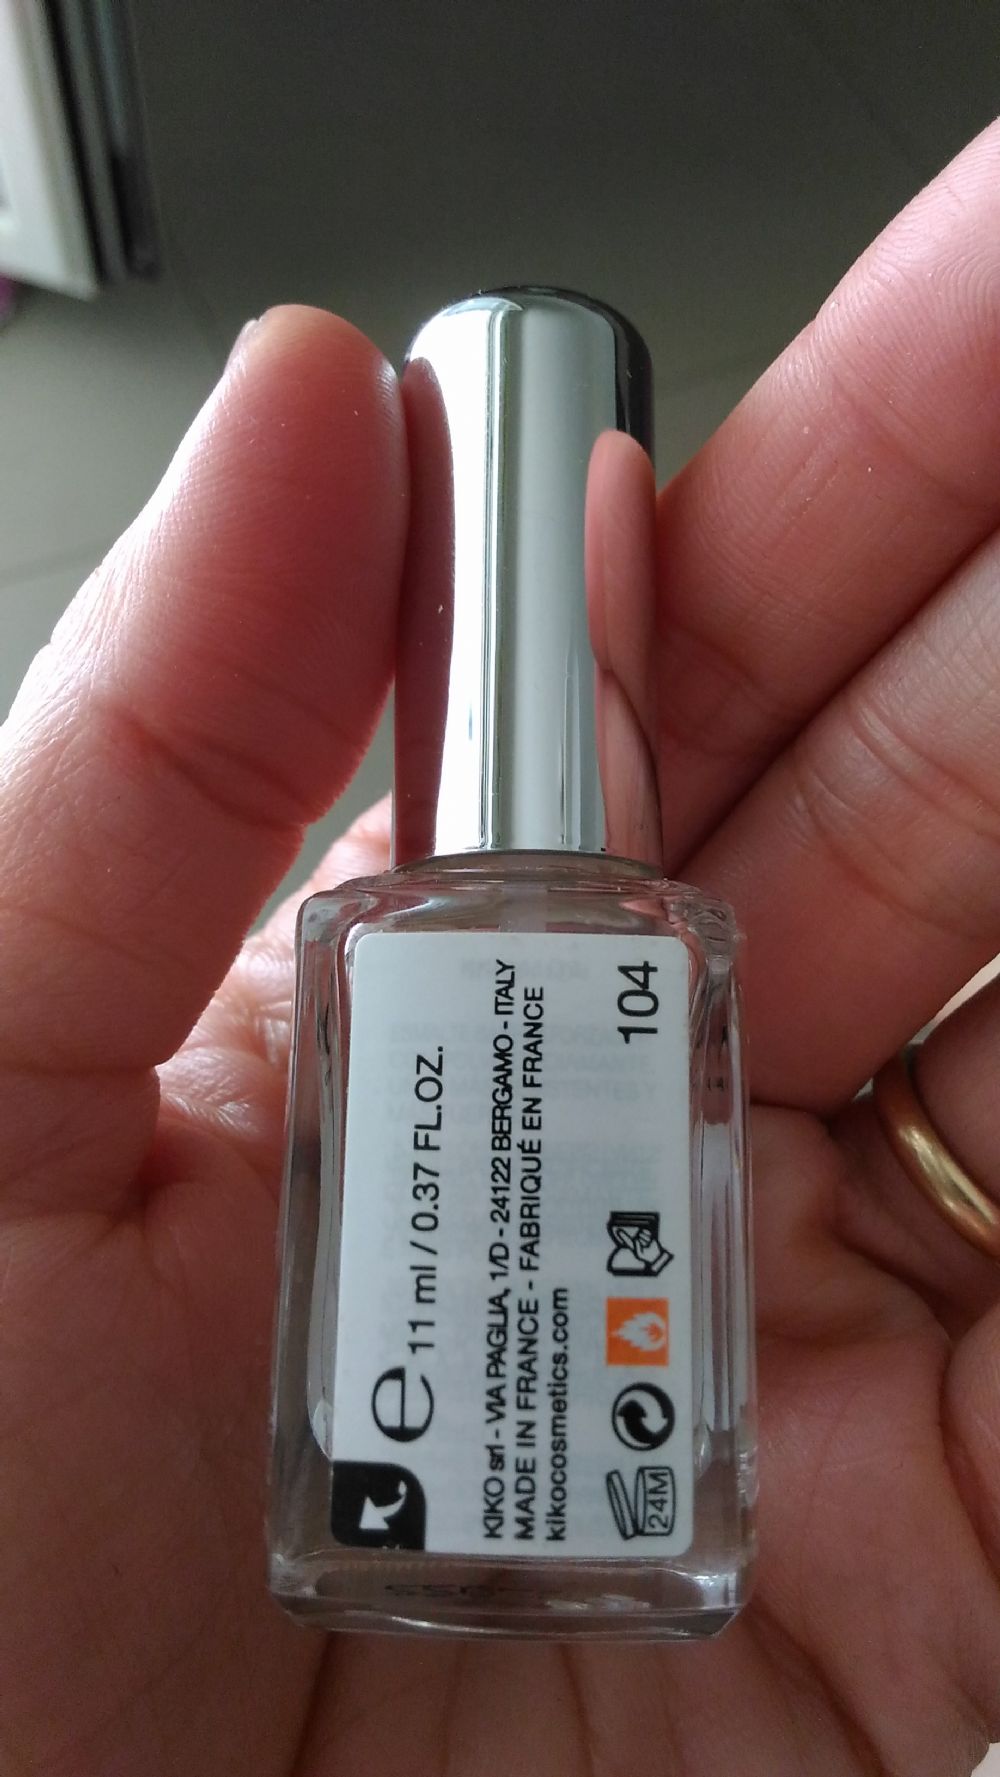 e 11 ml / 0.37 FL.OZ.
KIKO srl - VIA PAGLIA, 1/D - 24122 BERGAMO - ITALY
MADE IN FRANCE - FABRIQUÉ EN FRANCE
kikocosmetics.com
24M 104